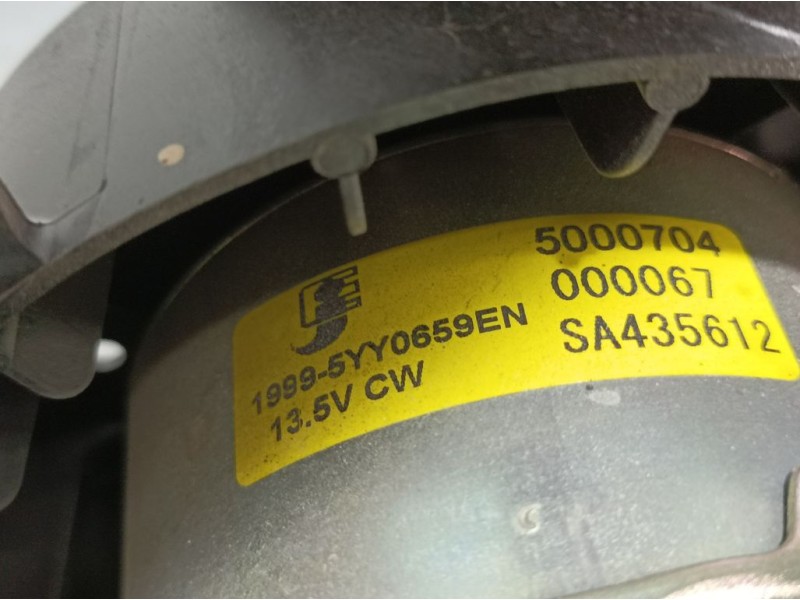 1999-5YY0659EN
13.5V CW
5000704
000067
SA435612